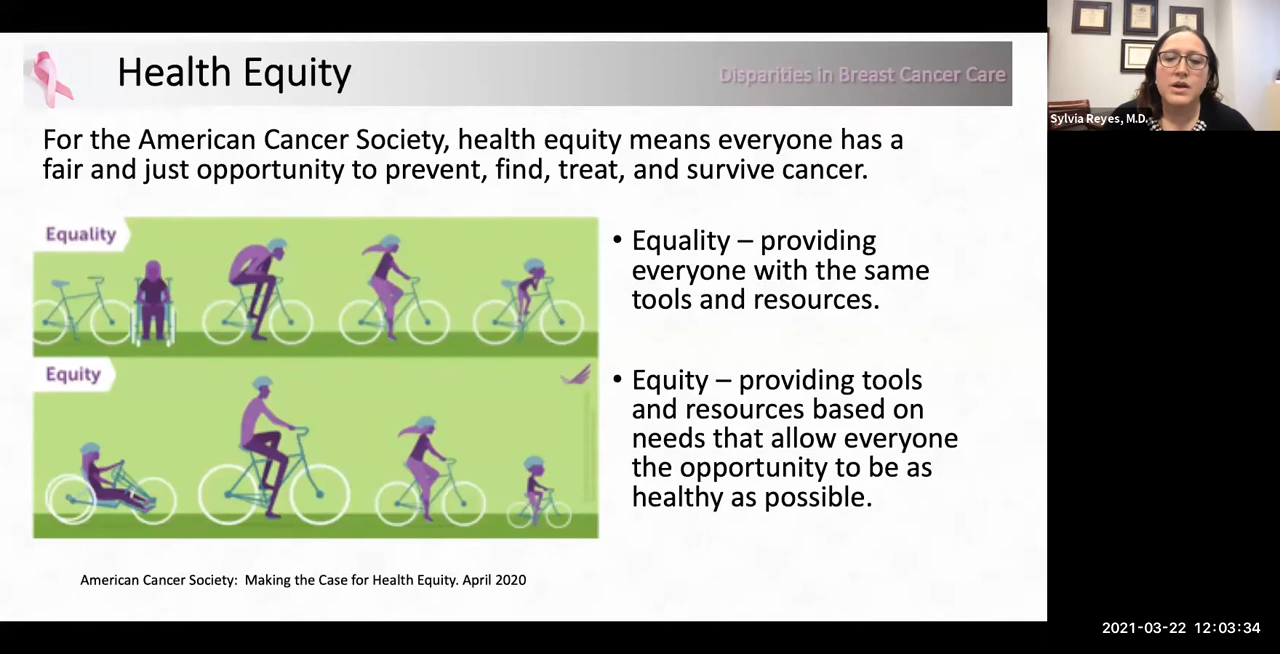 Health Equity
Disparities in Breast Cancer Care
For the American Cancer Society, health equity means everyone has a
fair and just opportunity to prevent, find, treat, and survive cancer.
Equality
Equity
• Equality – providing
everyone with the same
tools and resources.
• Equity – providing tools
and resources based on
needs that allow everyone
the opportunity to be as
healthy as possible.
American Cancer Society: Making the Case for Health Equity. April 2020
Sylvia Reyes, M.D.
2021-03-22 12:03:34